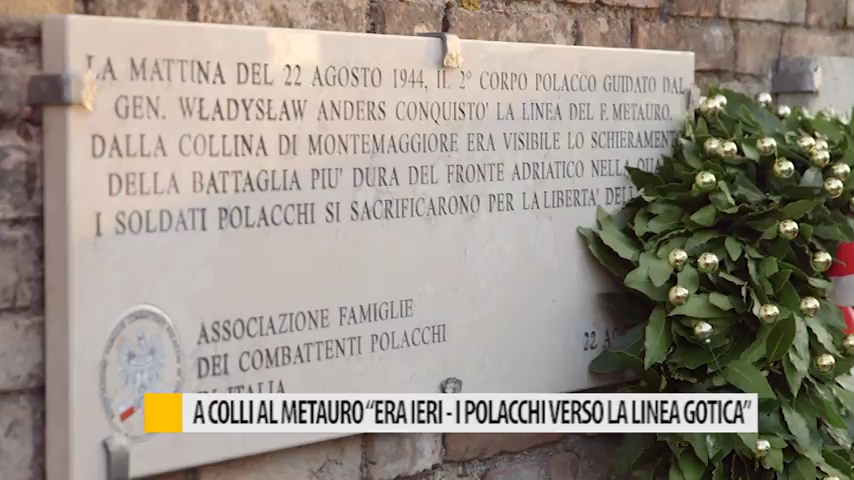 LA MATTINA DEL 22 AGOSTO 1944, IL 2° CORPO POLACCO GUIDATO DAL
GEN. WŁADYSŁAW ANDERS CONQUISTO' LA LINEA DEL F. METAURO.
DALLA COLLINA DI MONTEMAGGIORE ERA VISIBILE LO SCHIERAMENTO
DELLA BATTAGLIA PIU' DURA DEL FRONTE ADRIATICO NELLA
I SOLDATI POLACCHI SI SACRIFICARONO PER LA LIBERTA'
ASSOCIAZIONE FAMIGLIE
DEI COMBATTENTI POLACCHI
IN ITALIA
22
A COLLI AL METAURO “ERA IERI - I POLACCHI VERSO LA LINEA GOTICA”